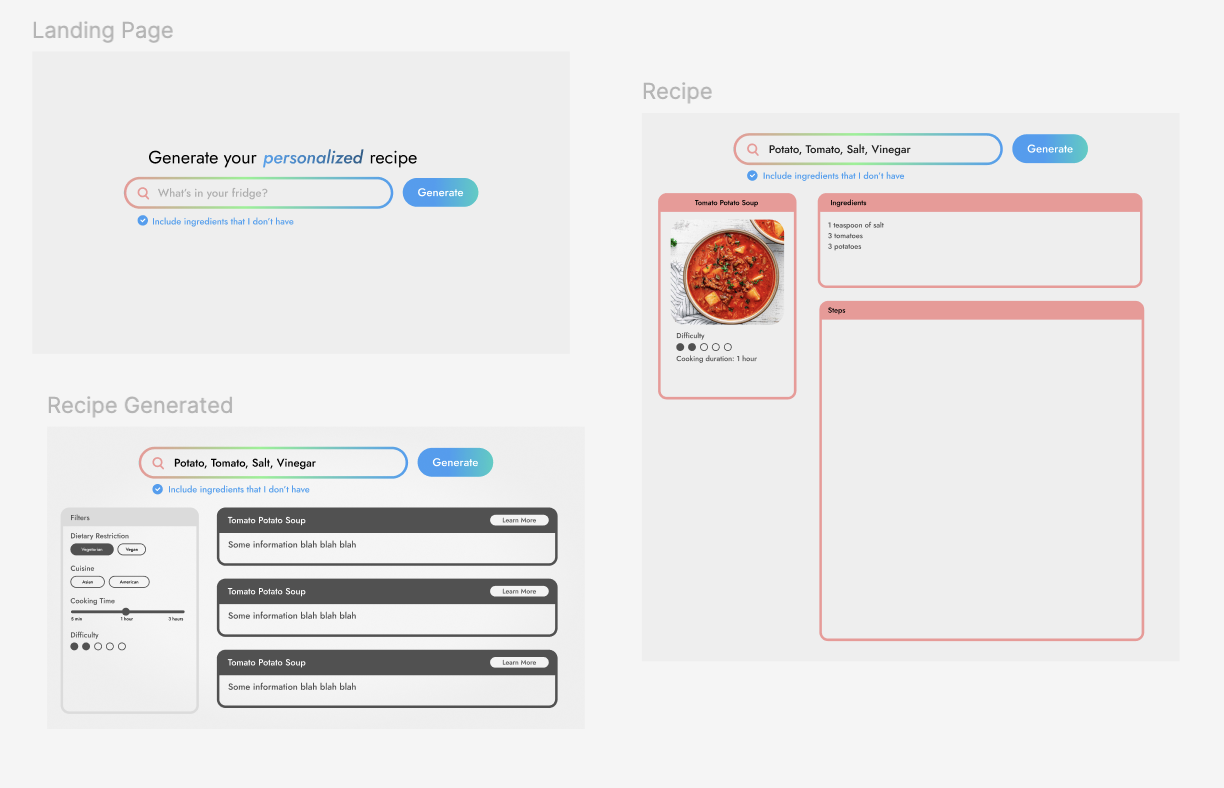 Landing Page
Generate your personalized recipe
What's in your fridge?
Generate
Include ingredients that I don't have
Recipe Generated
Potato, Tomato, Salt, Vinegar
Generate
Include ingredients that I don't have
Filters
Dietary Restriction
Vegetarian
Vegan
Cuisine
Asian
American
Cooking Time
5 min
1 hour
3 hours
Difficulty
Tomato Potato Soup
Learn More
Some information blah blah blah
Tomato Potato Soup
Learn More
Some information blah blah blah
Tomato Potato Soup
Learn More
Some information blah blah blah
Recipe
Potato, Tomato, Salt, Vinegar
Generate
Include ingredients that I don't have
Tomato Potato Soup
Difficulty
Cooking duration: 1 hour
Ingredients
1 teaspoon of salt
3 tomatoes
3 potatoes
Steps